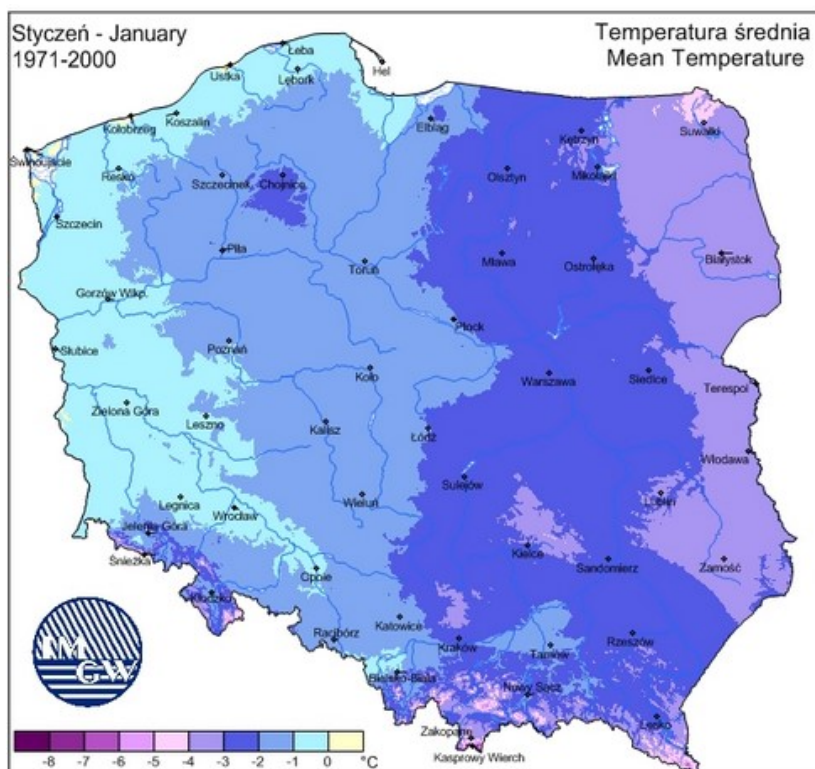 Styczeń - January
1971-2000
Temperatura średnia
Mean Temperature
Łeba
Hel
Ustka
Lębork
Koszalin
Kołobrzeg
Elbląg
Kętrzyn
Suwałki
Świnoujście
Resko
Szczecinek
Chojnice
Olsztyn
Mikołajki
Szczecin
Piła
Toruń
Mława
Ostrołęka
Białystok
Gorzów Wlkp.
Płock
Słubice
Poznań
Koło
Warszawa
Siedlce
Terespol
Zielona Góra
Leszno
Kalisz
Łódź
Włodawa
Sulejów
Legnica
Wrocław
Wieluń
Lublin
Jelenia Góra
Śnieżka
Opole
Kielce
Sandomierz
Zamość
Kłodzko
Katowice
Racibórz
Kraków
Tarnów
Rzeszów
Bielsko-Biała
Nowy Sącz
Lesko
Zakopane
Kasprowy Wierch
IM
GW
-8 -7 -6 -5 -4 -3 -2 -1 0 °C